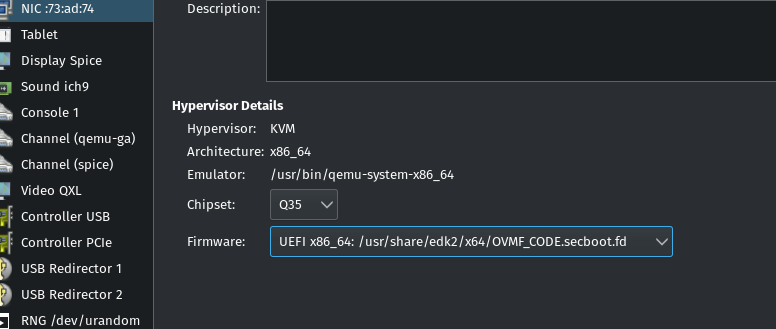 NIC :73:ad:74
Tablet
Display Spice
Sound ich9
Console 1
Channel (qemu-ga)
Channel (spice)
Video QXL
Controller USB
Controller PCIe
USB Redirector 1
USB Redirector 2
RNG /dev/urandom
Description:
Hypervisor Details
Hypervisor: KVM
Architecture: x86_64
Emulator: /usr/bin/qemu-system-x86_64
Chipset: Q35
Firmware: UEFI x86_64: /usr/share/edk2/x64/OVMF_CODE.secboot.fd